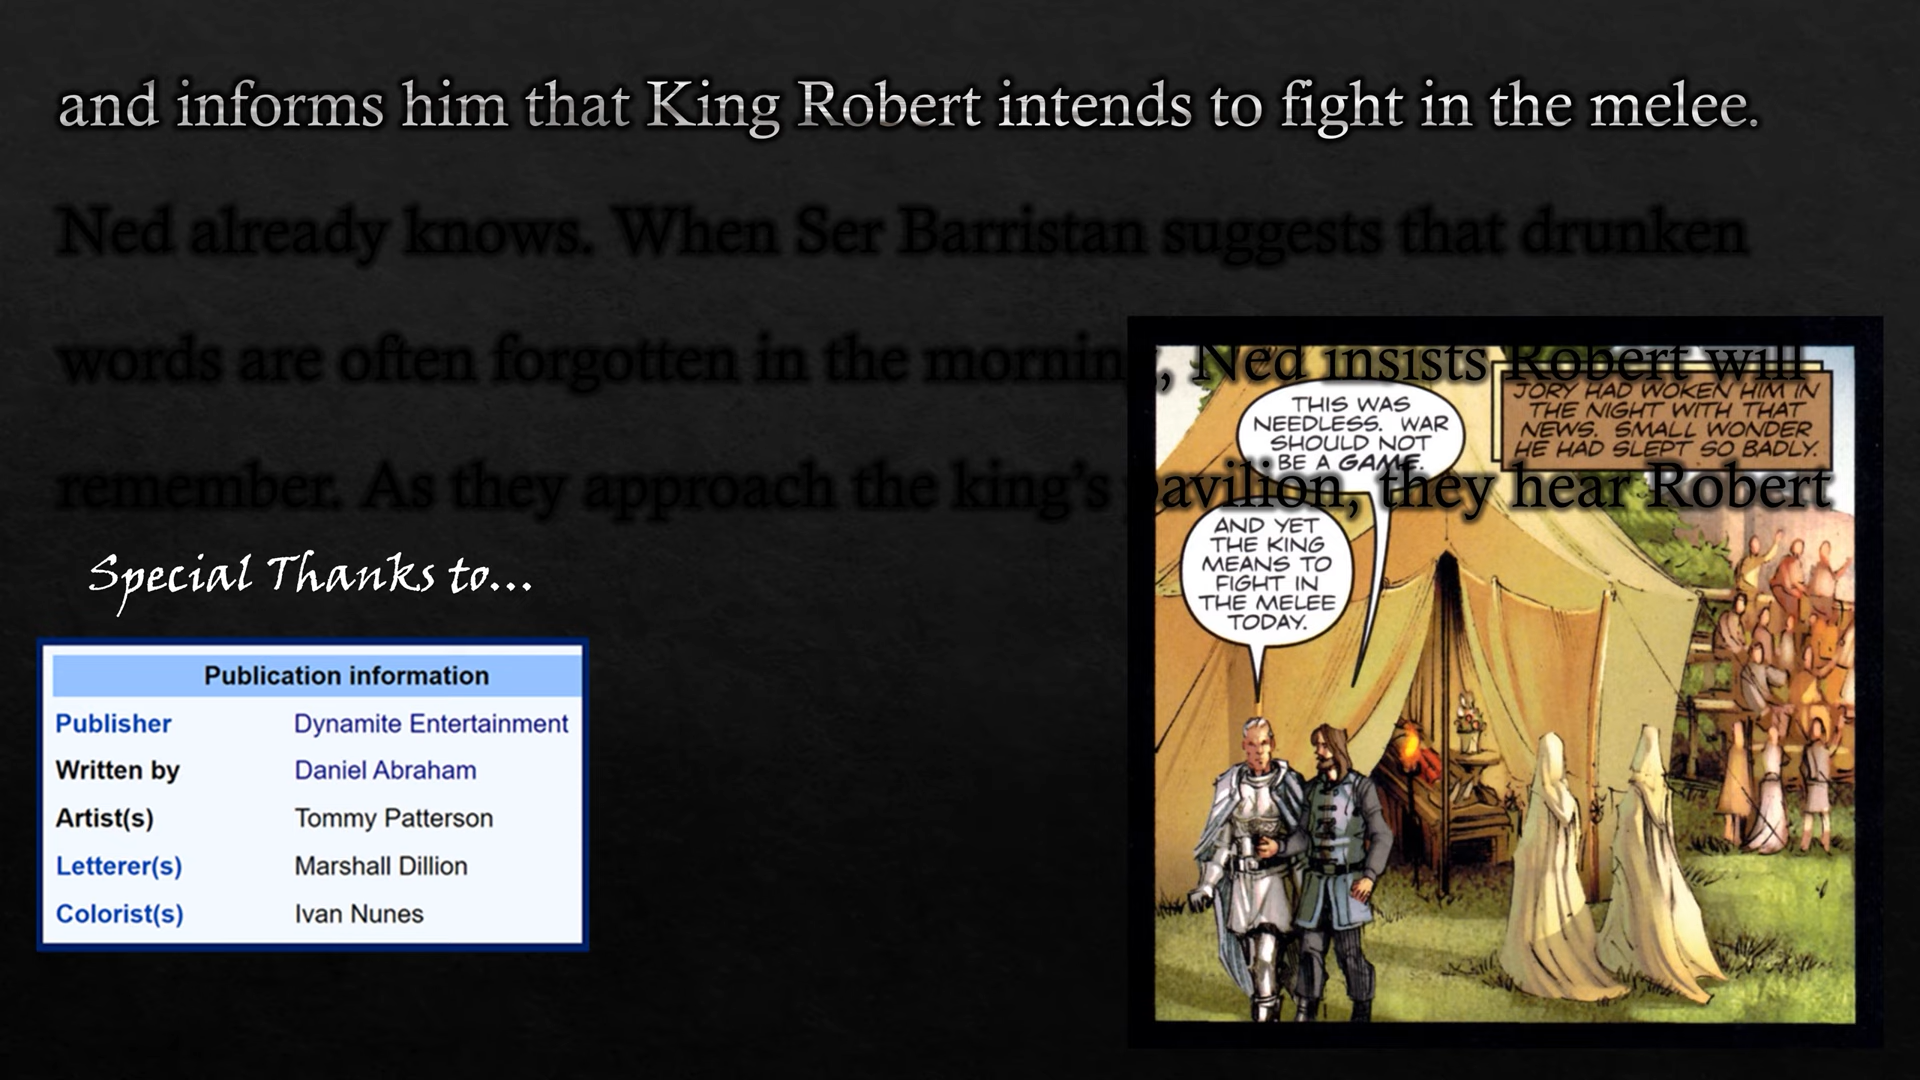 and informs him that King Robert intends to fight in the melee.
Ned already knows. When Ser Barristan suggests that drunken
words are often forgotten in the morning, Ned insists Robert will
remember. As they approach the king's pavilion, they hear Robert
THIS WAS
NEEDLESS. WAR
SHOULD NOT
BE A GAME.
JORY HAD WOKEN HIM IN
THE NIGHT WITH THAT
NEWS. SMALL WONDER
HE HAD SLEPT SO BADLY.
AND YET
THE KING
MEANS TO
FIGHT IN
THE MELEE
TODAY.
Special Thanks to...
Publication information
Publisher Dynamite Entertainment
Written by Daniel Abraham
Artist(s) Tommy Patterson
Letterer(s) Marshall Dillion
Colorist(s) Ivan Nunes